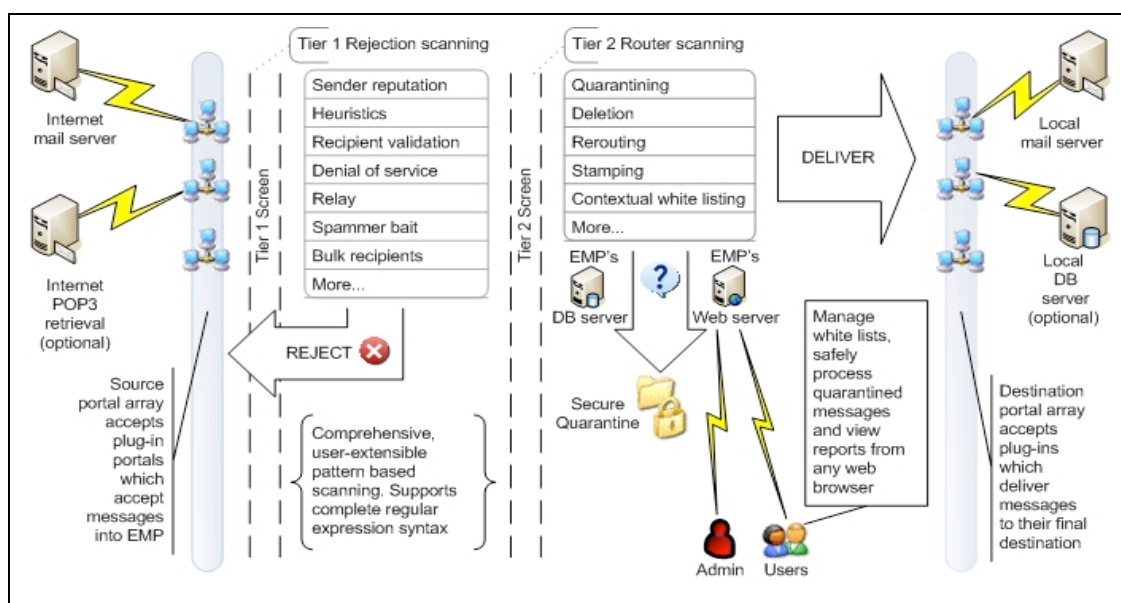 Internet
mail server
Internet
POP3
retrieval
(optional)
Source
portal array
accepts
plug-in
portals
which
accept
messages
into EMP
Tier 1 Screen
Tier 1 Rejection scanning
Sender reputation
Heuristics
Recipient validation
Denial of service
Relay
Spammer bait
Bulk recipients
More...
REJECT
Comprehensive,
user-extensible
pattern based
scanning. Supports
complete regular
expression syntax
Tier 2 Screen
Tier 2 Router scanning
Quarantining
Deletion
Rerouting
Stamping
Contextual white listing
More...
EMP's
DB server
?
EMP's
Web server
Secure
Quarantine
Admin
Users
Manage
white lists,
safely
process
quarantined
messages
and view
reports from
any web
browser
DELIVER
Local
mail server
Local
DB
server
(optional)
Destination
portal array
accepts
plug-ins
which
deliver
messages
to their final
destination